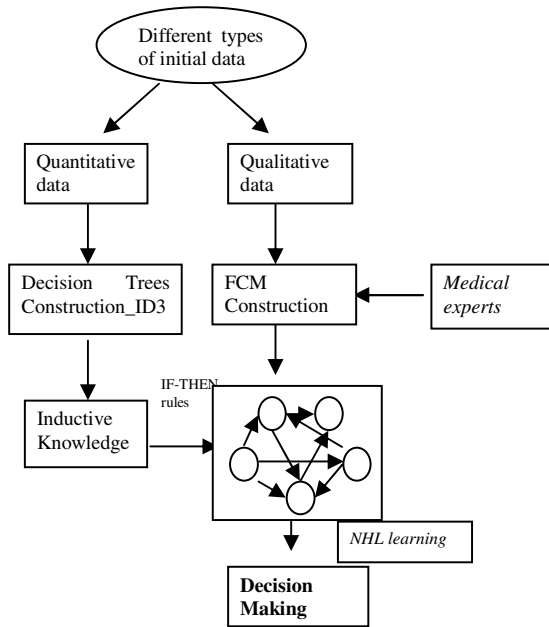 Different types
of initial data
Quantitative
data
Qualitative
data
Decision Trees
Construction_ID3
FCM
Construction
Medical
experts
IF-THEN
rules
Inductive
Knowledge
NHL learning
Decision
Making